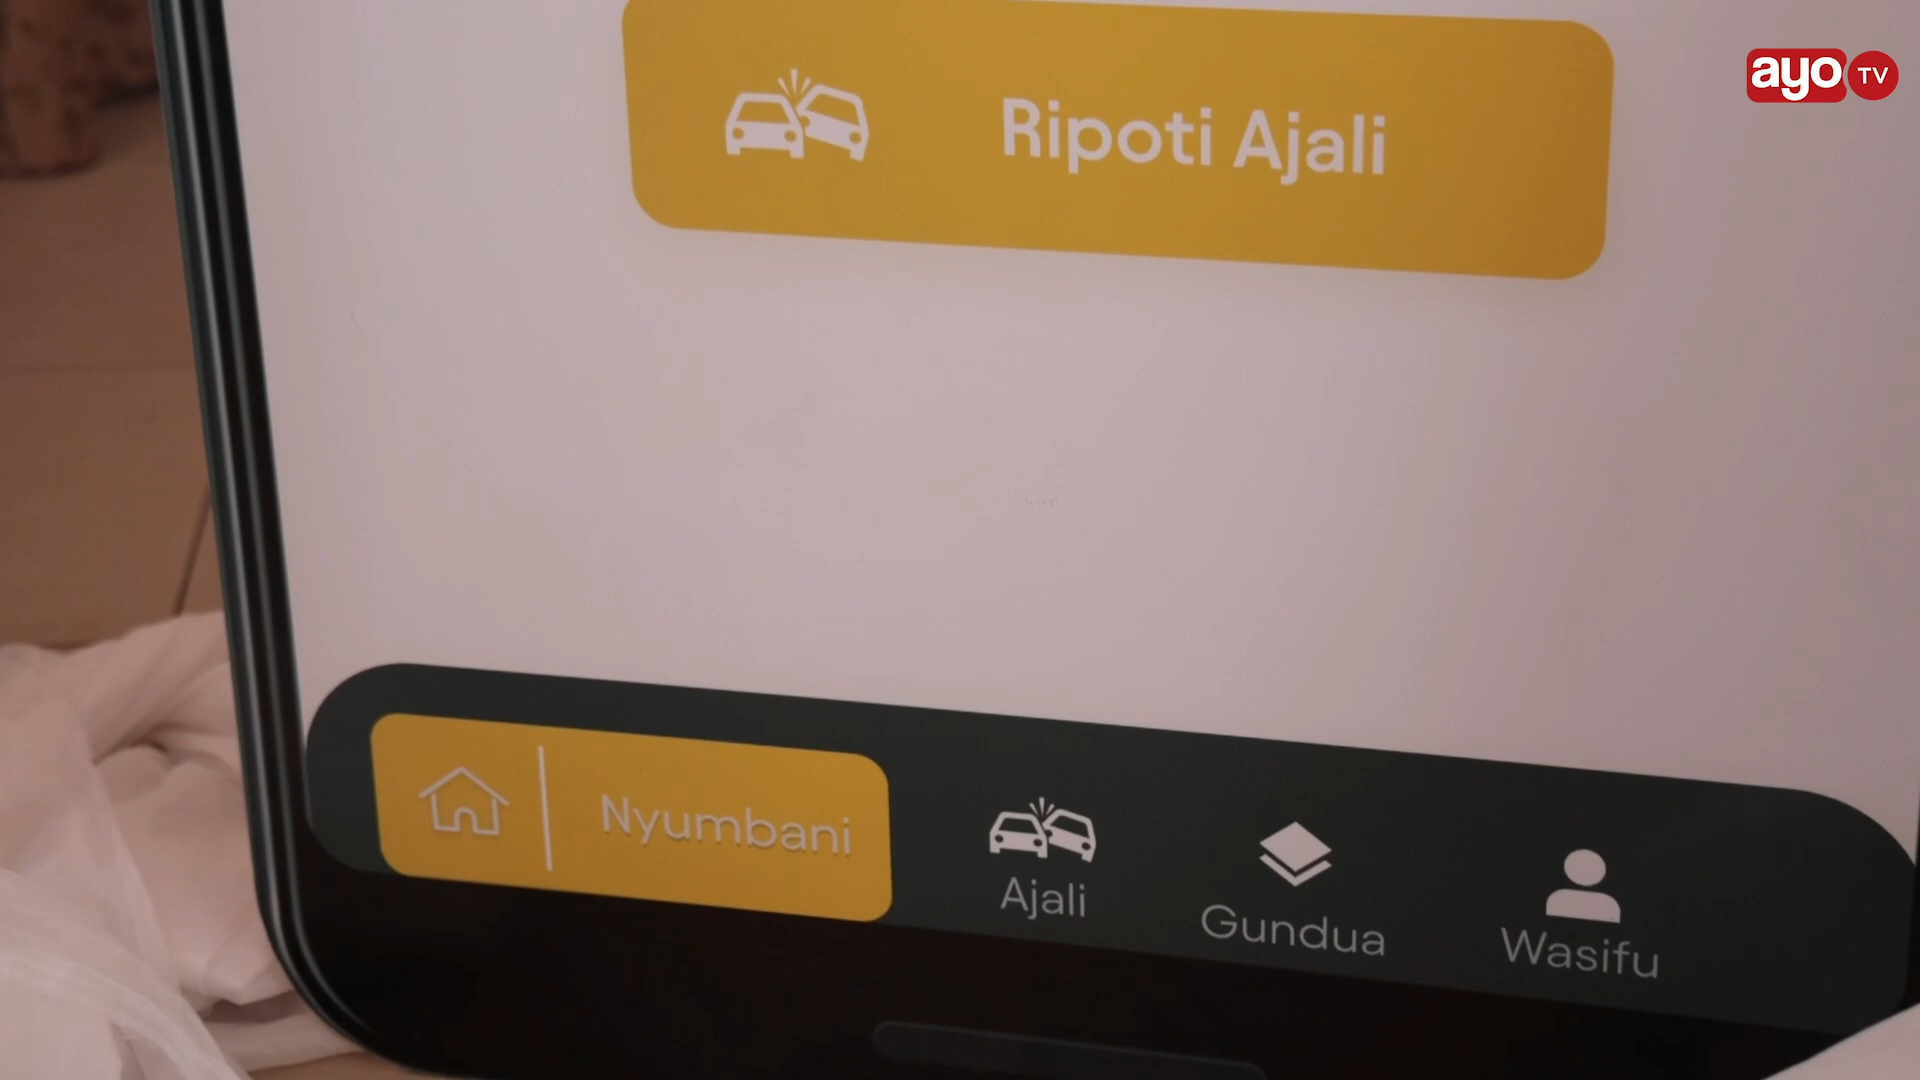 ayo TV
Ripoti Ajali
Nyumbani
Ajali
Gundua
Wasifu